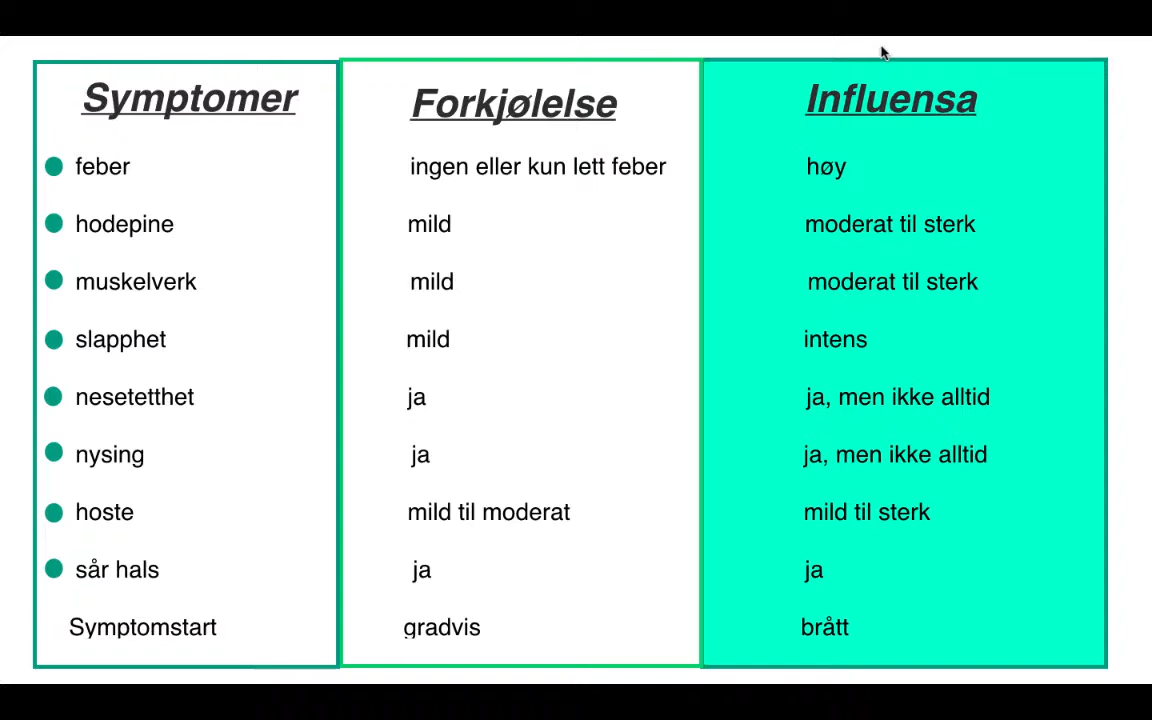 Symptomer Forkjølelse Influensa
feber ingen eller kun lett feber høy
hodepine mild moderat til sterk
muskelverk mild moderat til sterk
slapphet mild intens
nesetetthet ja ja, men ikke alltid
nysing ja ja, men ikke alltid
hoste mild til moderat mild til sterk
sår hals ja ja
Symptomstart gradvis brått